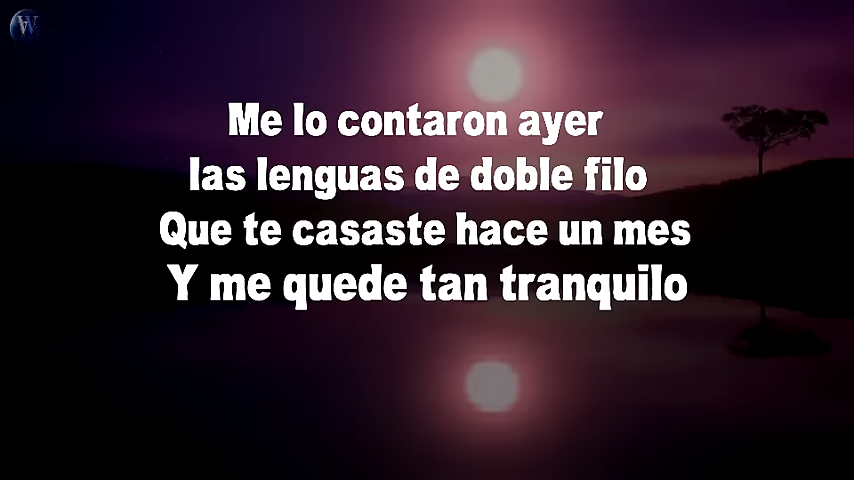 Me lo contaron ayer
las lenguas de doble filo
Que te casaste hace un mes
Y me quede tan tranquilo